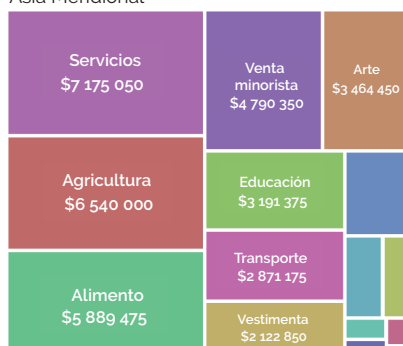 Asia Meridional
Servicios
$7 175 050
Agricultura
$6 540 000
Alimento
$5 889 475
Venta
minorista
$4 790 350
Arte
$3 464 450
Educación
$3 191 375
Transporte
$2 871 175
Vestimenta
$2 122 850